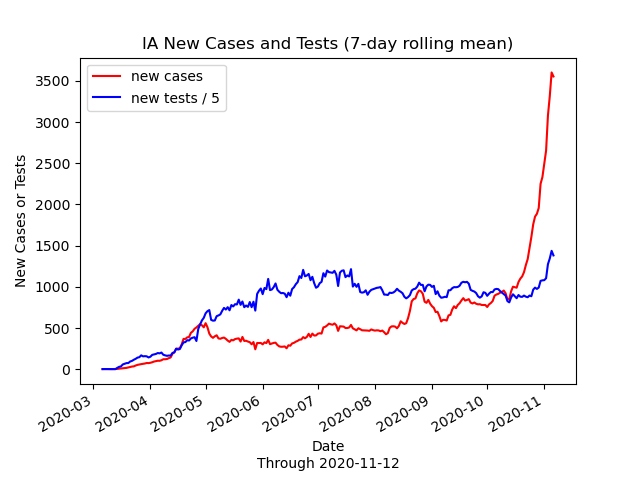 IA New Cases and Tests (7-day rolling mean)
new cases
new tests / 5
New Cases or Tests
3500
3000
2500
2000
1500
1000
500
0
2020-03
2020-04
2020-05
2020-06
2020-07
2020-08
2020-09
2020-10
2020-11
Date
Through 2020-11-12